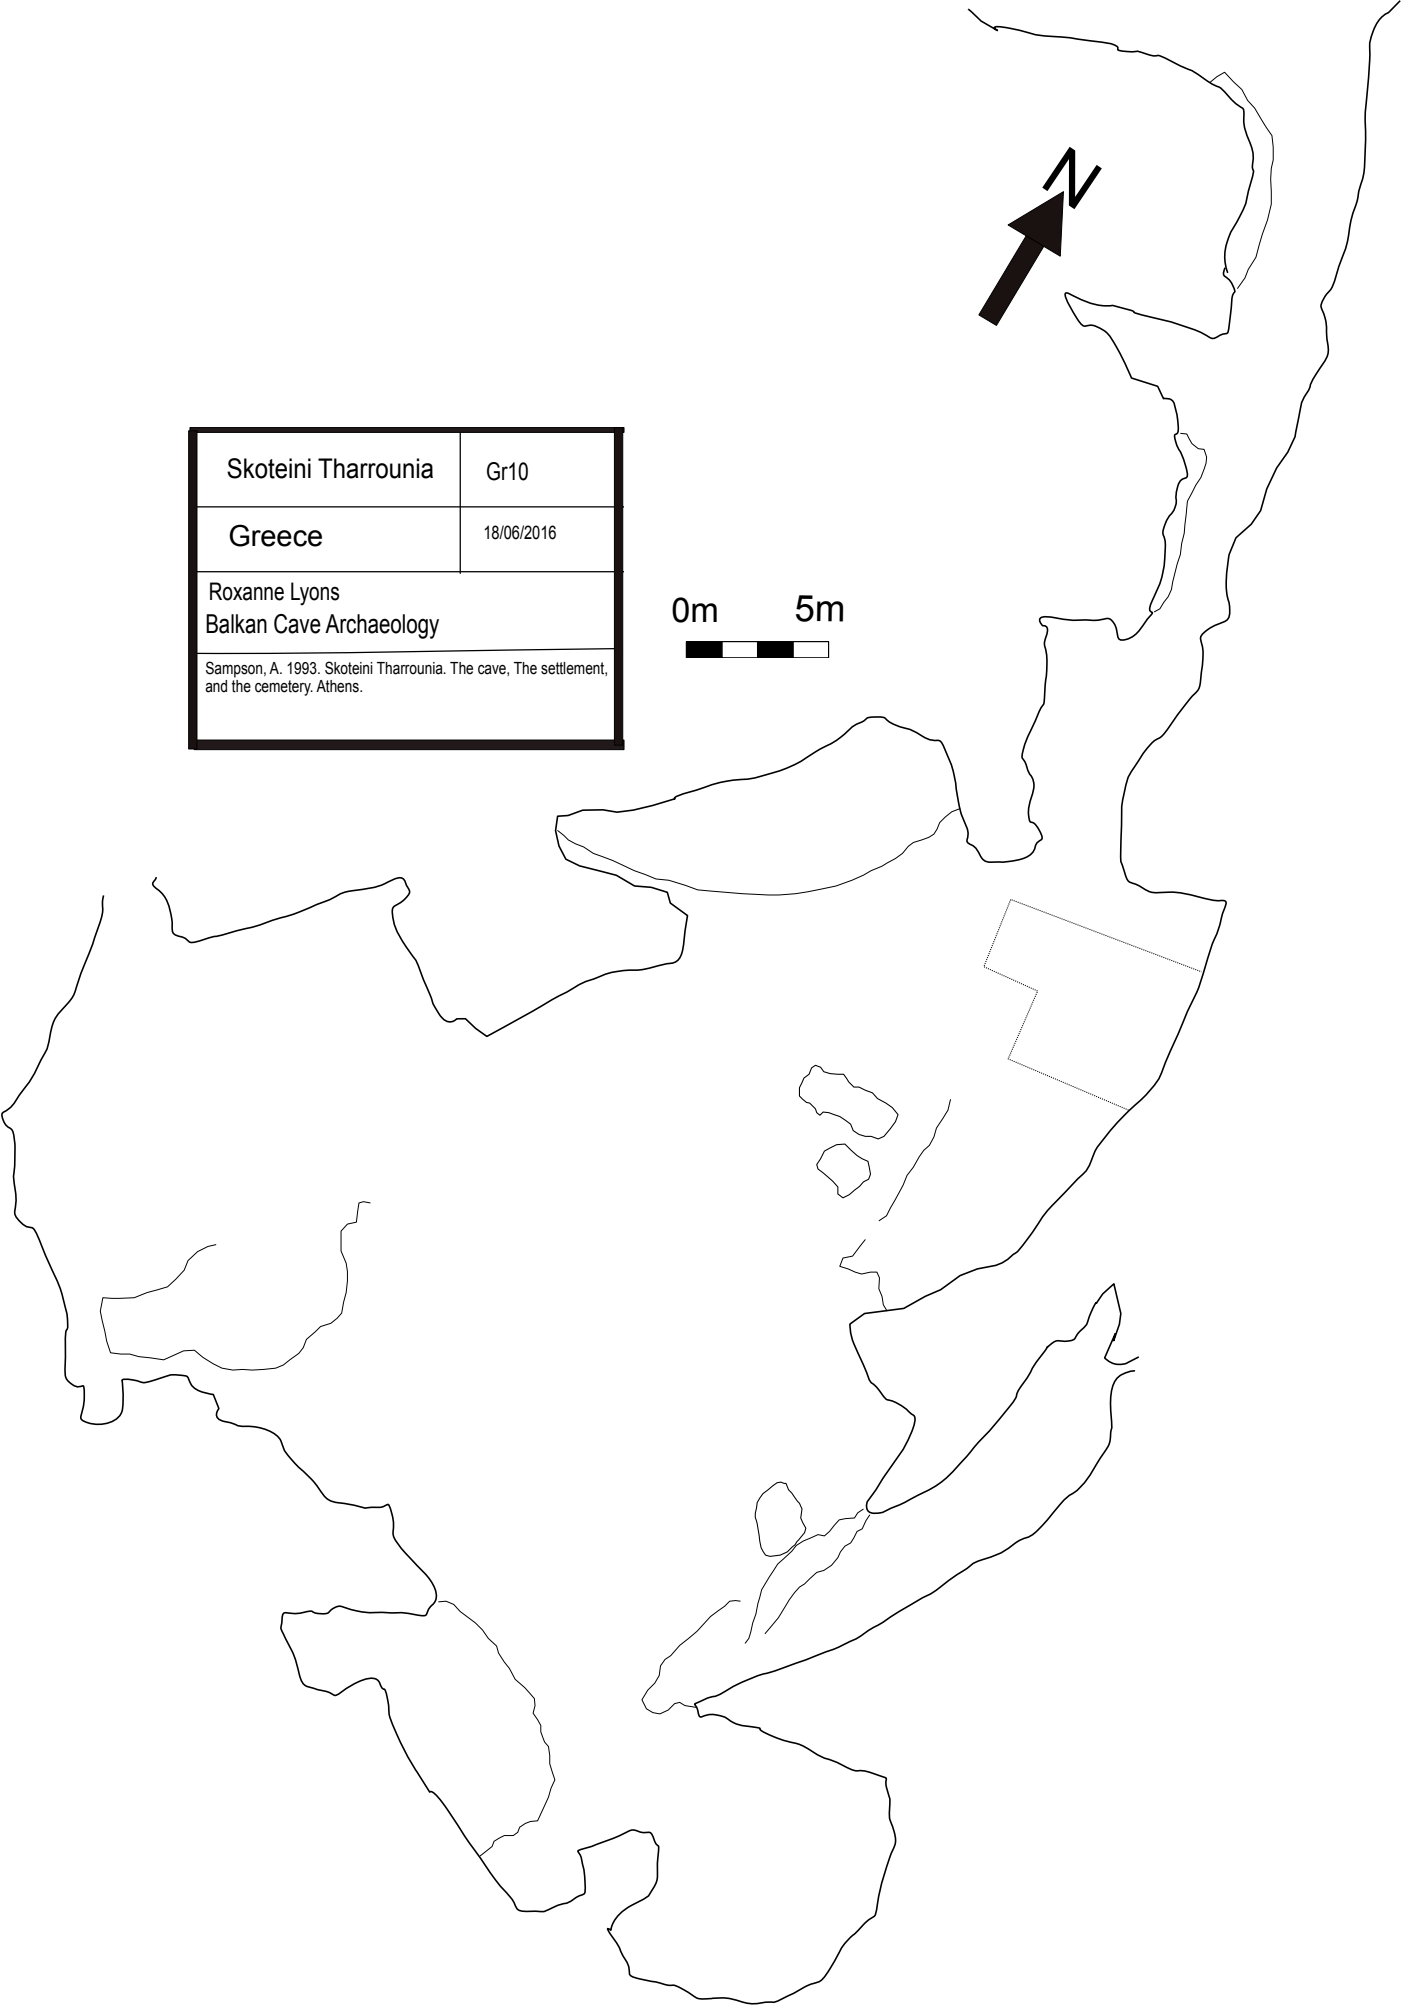 N
Skoteini Tharrounia
Gr10
Greece
18/06/2016
Roxanne Lyons
Balkan Cave Archaeology
Sampson, A. 1993. Skoteini Tharrounia. The cave, The settlement,
and the cemetery. Athens.
0m
5m